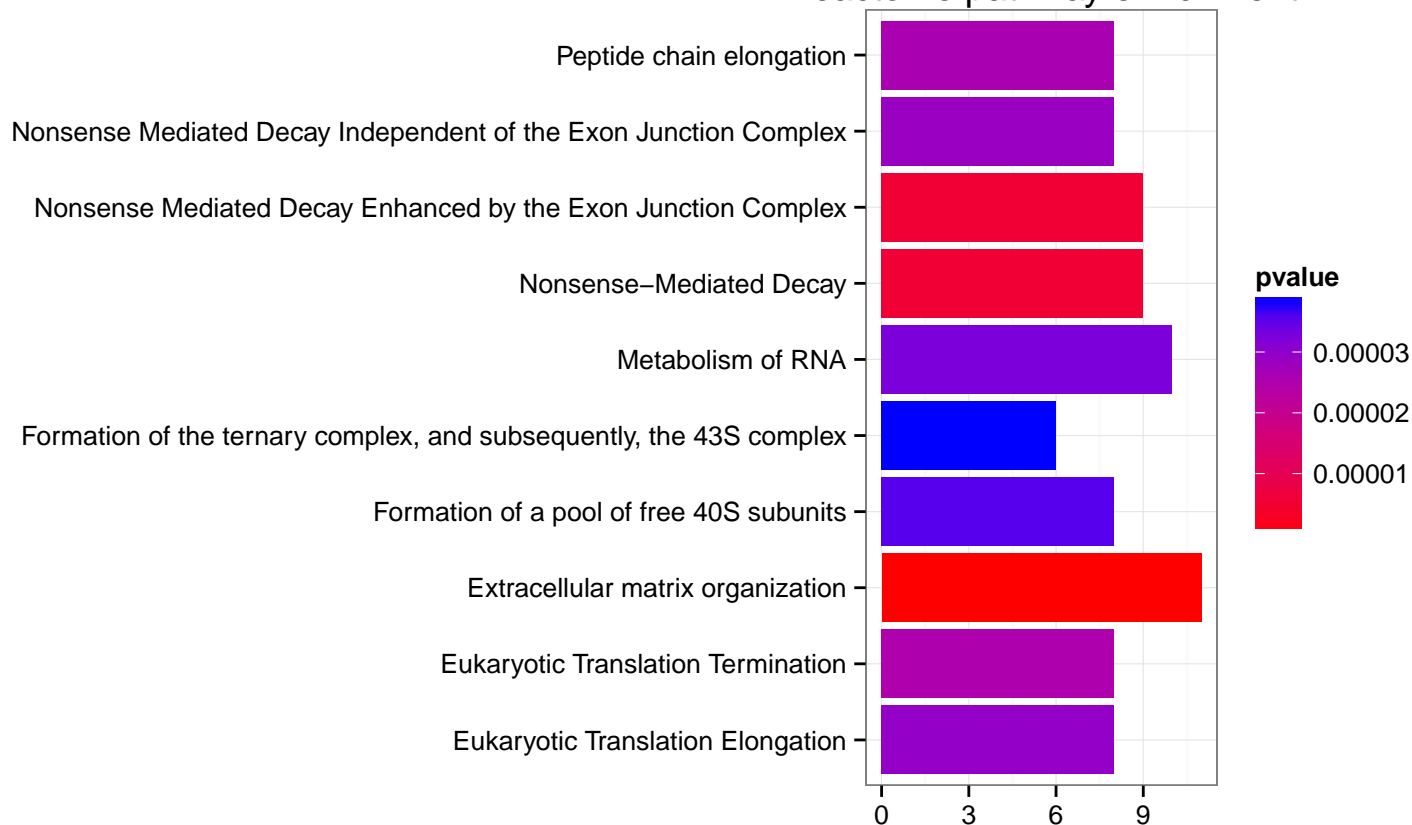 Peptide chain elongation
Nonsense Mediated Decay Independent of the Exon Junction Complex
Nonsense Mediated Decay Enhanced by the Exon Junction Complex
Nonsense−Mediated Decay
Metabolism of RNA
Formation of the ternary complex, and subsequently, the 43S complex
Formation of a pool of free 40S subunits
Extracellular matrix organization
Eukaryotic Translation Termination
Eukaryotic Translation Elongation
0 3 6 9
pvalue
0.00003
0.00002
0.00001